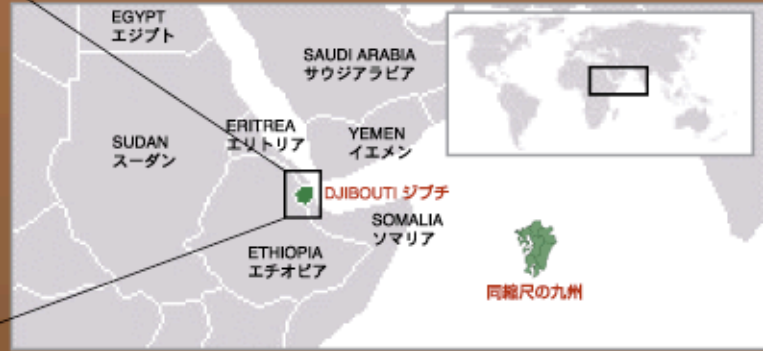 EGYPT
エジプト
SAUDI ARABIA
サウジアラビア
ERITREA
エリトリア
YEMEN
イエメン
SUDAN
スーダン
DJIBOUTI ジブチ
SOMALIA
ソマリア
ETHIOPIA
エチオピア
同縮尺の九州